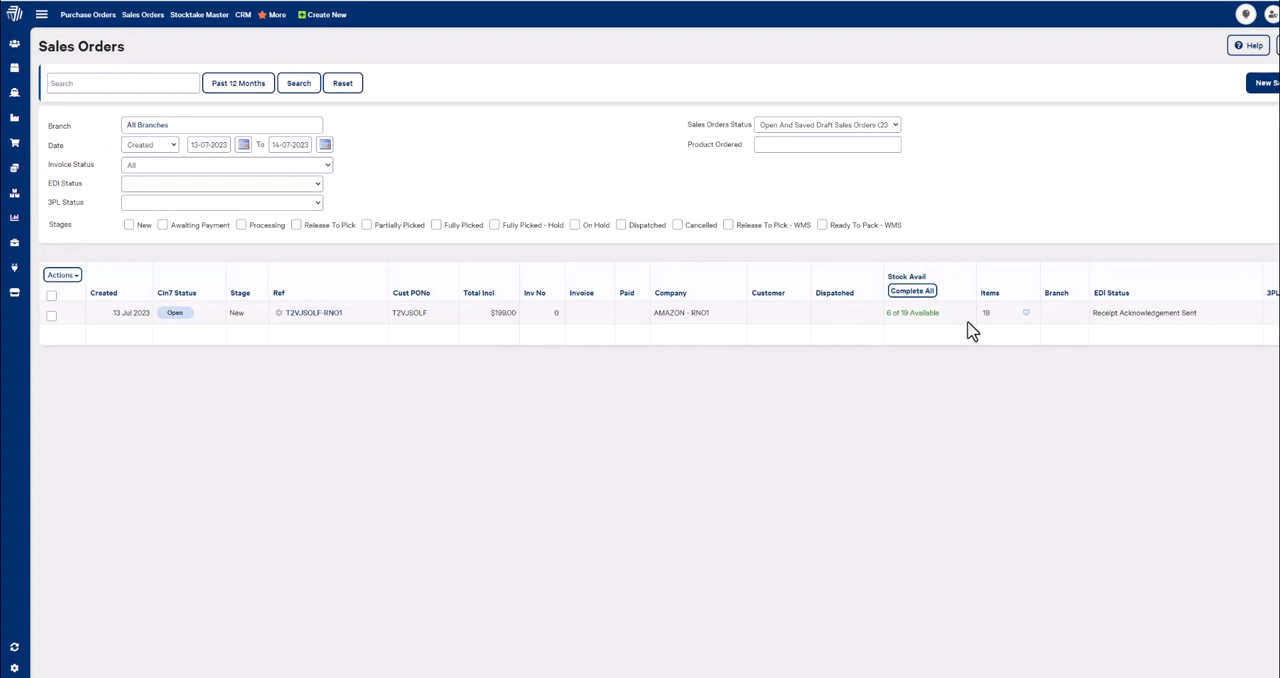 Purchase Orders Sales Orders Stocktake Master CRM More Create New
Sales Orders
Help
Search Past 12 Months Search Reset
New Sa
Branch All Branches Sales Orders Status Open And Saved Draft Sales Orders (23
Date Created 13-07-2023 To 14-07-2023 Product Ordered
Invoice Status All
EDI Status
3PL Status
Stages New Awaiting Payment Processing Release To Pick Partially Picked Fully Picked Fully Picked - Hold On Hold Dispatched Cancelled Release To Pick - WMS Ready To Pack - WMS
Actions Stock Avail
Created Cin7 Status Stage Ref Cust PONo Total Incl Inv No Invoice Paid Company Customer Dispatched Complete All Items Branch EDI Status 3PL
13 Jul 2023 Open New T2VJSOLF-RNO1 T2VJSOLF $199.00 0 AMAZON - RNO1 6 of 19 Available 19 Receipt Acknowledgement Sent